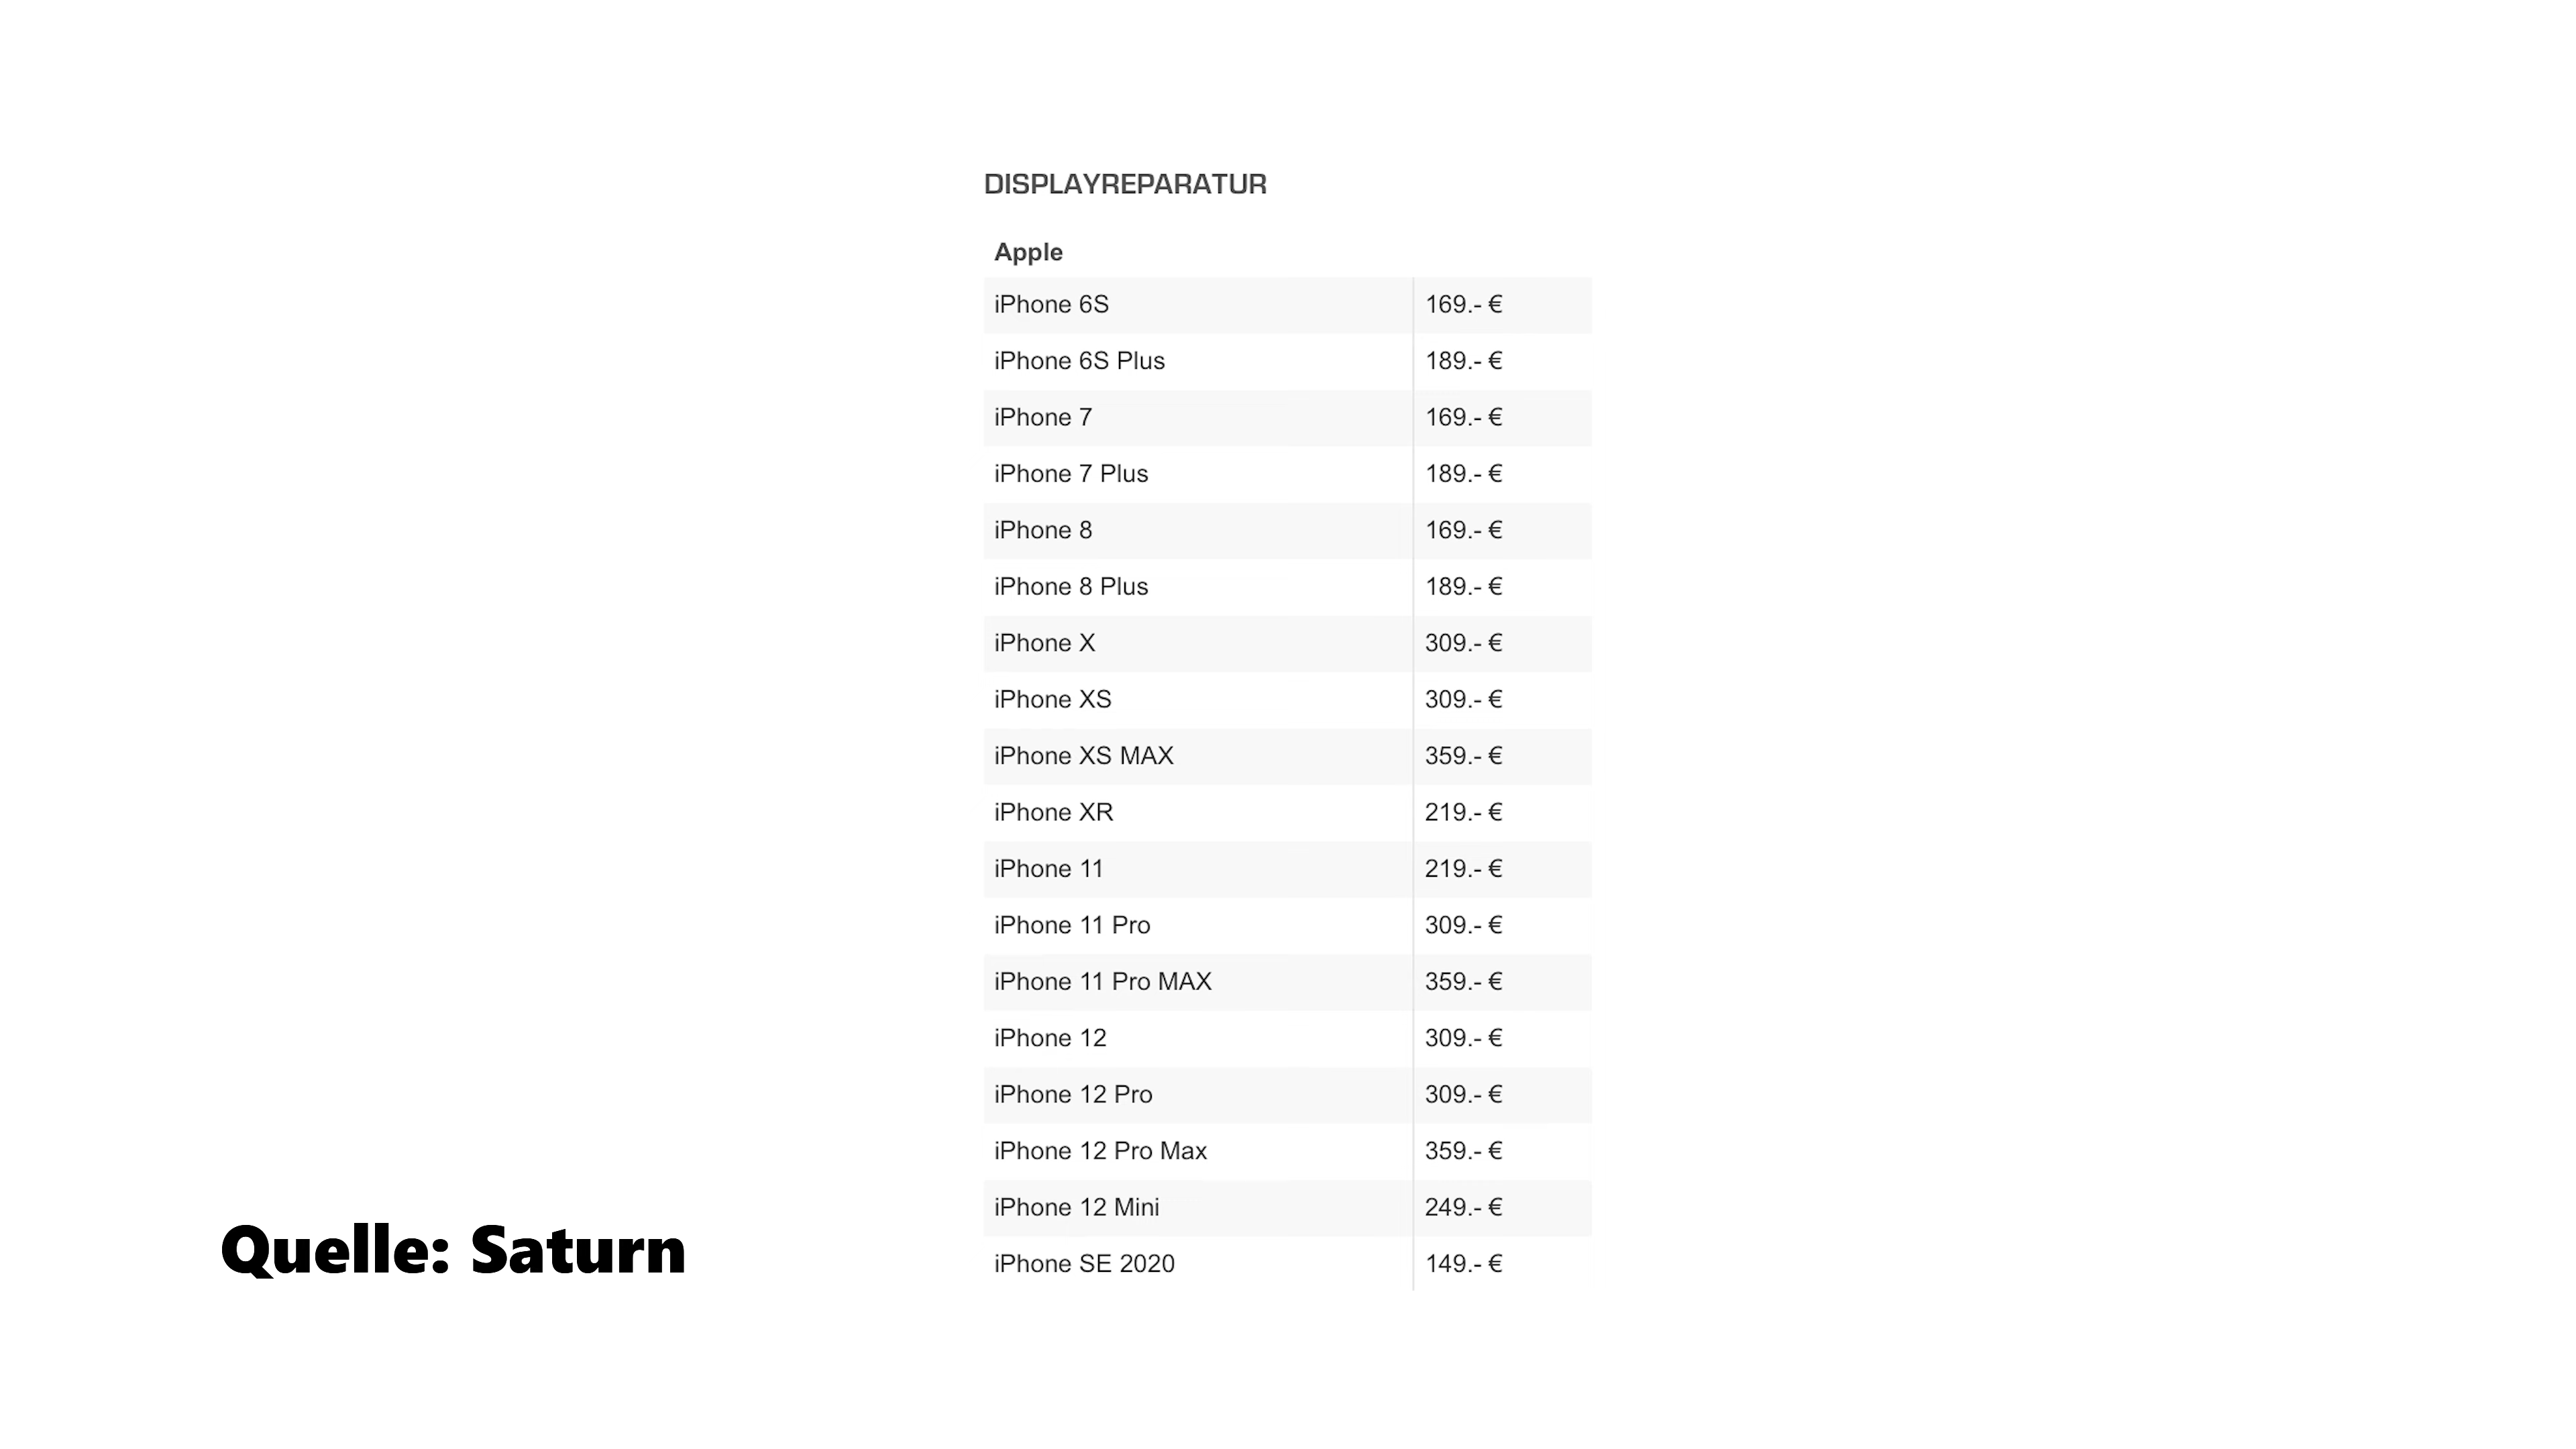 DISPLAYREPARATUR
Apple
iPhone 6S 169.- €
iPhone 6S Plus 189.- €
iPhone 7 169.- €
iPhone 7 Plus 189.- €
iPhone 8 169.- €
iPhone 8 Plus 189.- €
iPhone X 309.- €
iPhone XS 309.- €
iPhone XS MAX 359.- €
iPhone XR 219.- €
iPhone 11 219.- €
iPhone 11 Pro 309.- €
iPhone 11 Pro MAX 359.- €
iPhone 12 309.- €
iPhone 12 Pro 309.- €
iPhone 12 Pro Max 359.- €
iPhone 12 Mini 249.- €
iPhone SE 2020 149.- €
Quelle: Saturn